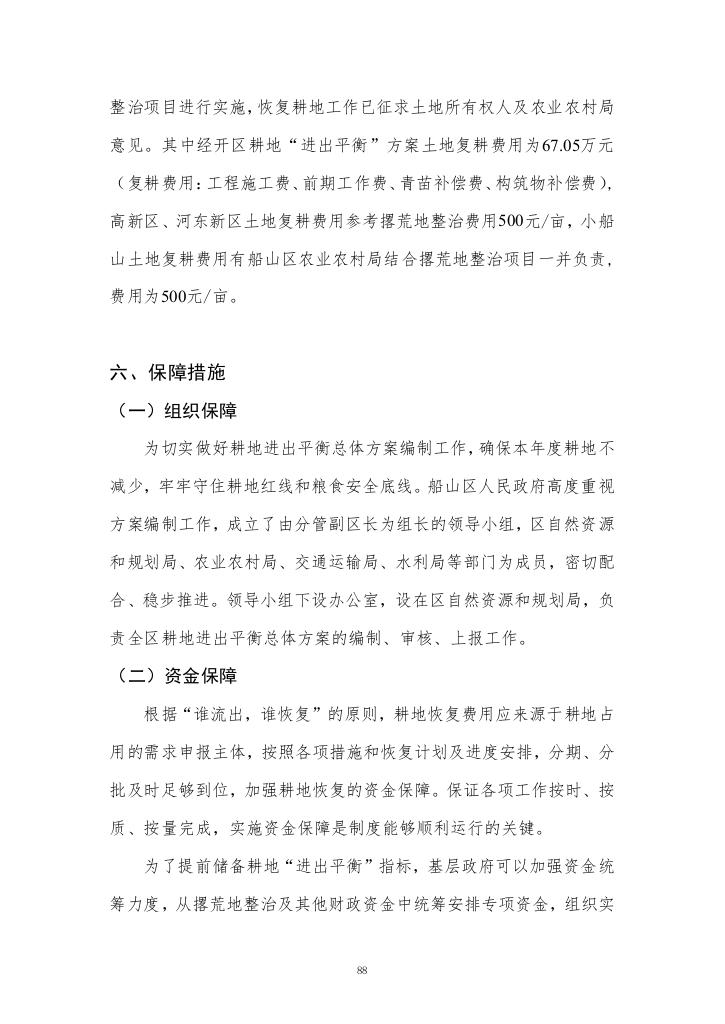 整治项目进行实施，恢复耕地工作已征求土地所有权人及农业农村局
意见。其中经开区耕地“进出平衡”方案土地复耕费用为67.05万元
（复耕费用：工程施工费、前期工作费、青苗补偿费、构筑物补偿费），
高新区、河东新区土地复耕费用参考撂荒地整治费用500元/亩，小船
山土地复耕费用有船山区农业农村局结合撂荒地整治项目一并负责，
费用为500元/亩。
六、保障措施
（一）组织保障
为切实做好耕地进出平衡总体方案编制工作，确保本年度耕地不
减少，牢牢守住耕地红线和粮食安全底线。船山区人民政府高度重视
方案编制工作，成立了由分管副区长为组长的领导小组，区自然资源
和规划局、农业农村局、交通运输局、水利局等部门为成员，密切配
合、稳步推进。领导小组下设办公室，设在区自然资源和规划局，负
责全区耕地进出平衡总体方案的编制、审核、上报工作。
（二）资金保障
根据“谁流出，谁恢复”的原则，耕地恢复费用应来源于耕地占
用的需求申报主体，按照各项措施和恢复计划及进度安排，分期、分
批及时足够到位，加强耕地恢复的资金保障。保证各项工作按时、按
质、按量完成，实施资金保障是制度能够顺利运行的关键。
为了提前储备耕地“进出平衡”指标，基层政府可以加强资金统
筹力度，从撂荒地整治及其他财政资金中统筹安排专项资金，组织实
88